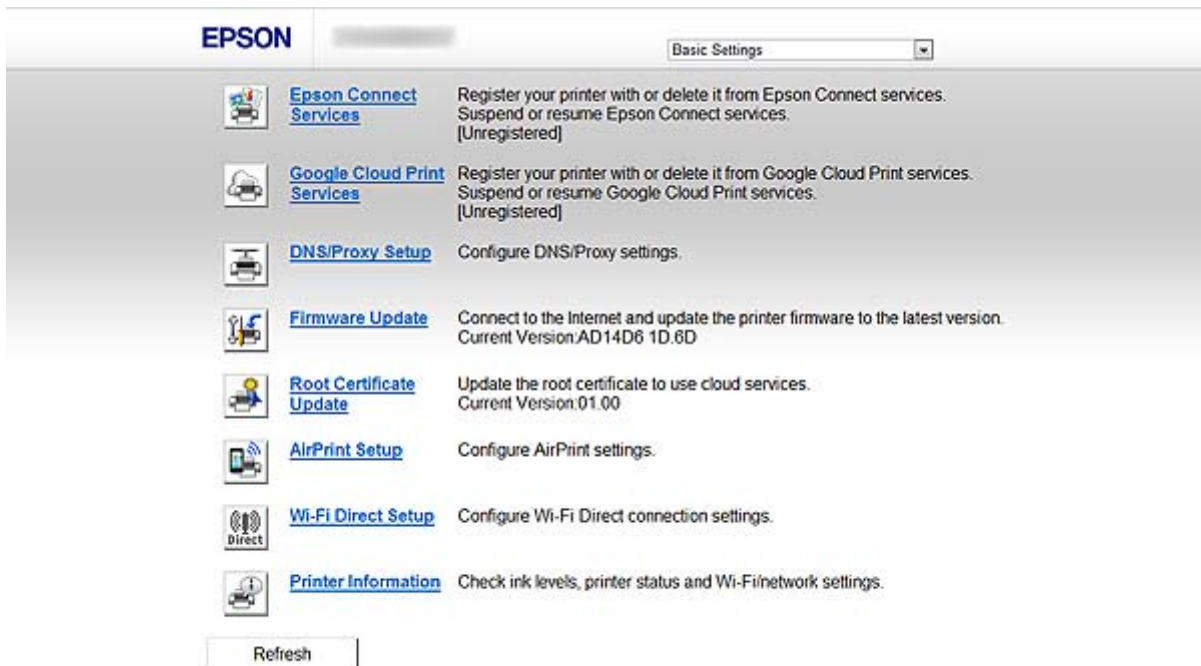 EPSON
Basic Settings
Epson Connect Services
Register your printer with or delete it from Epson Connect services.
Suspend or resume Epson Connect services.
[Unregistered]
Google Cloud Print Services
Register your printer with or delete it from Google Cloud Print services.
Suspend or resume Google Cloud Print services.
[Unregistered]
DNS/Proxy Setup
Configure DNS/Proxy settings.
Firmware Update
Connect to the Internet and update the printer firmware to the latest version.
Current Version:AD14D6 1D.6D
Root Certificate Update
Update the root certificate to use cloud services.
Current Version:01.00
AirPrint Setup
Configure AirPrint settings.
Direct
Wi-Fi Direct Setup
Configure Wi-Fi Direct connection settings.
Printer Information
Check ink levels, printer status and Wi-Fi/network settings.
Refresh